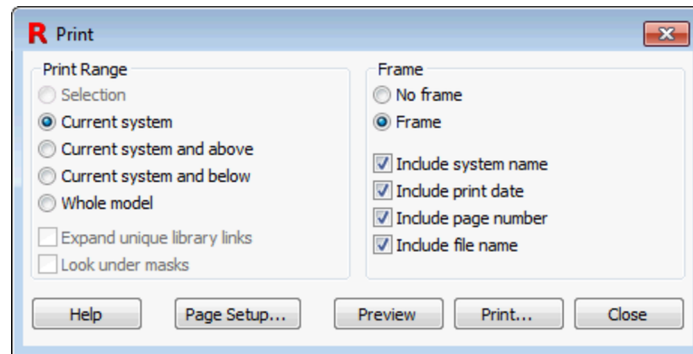 R Print
Print Range
Selection
Current system
Current system and above
Current system and below
Whole model
Expand unique library links
Look under masks
Frame
No frame
Frame
Include system name
Include print date
Include page number
Include file name
Help
Page Setup...
Preview
Print...
Close